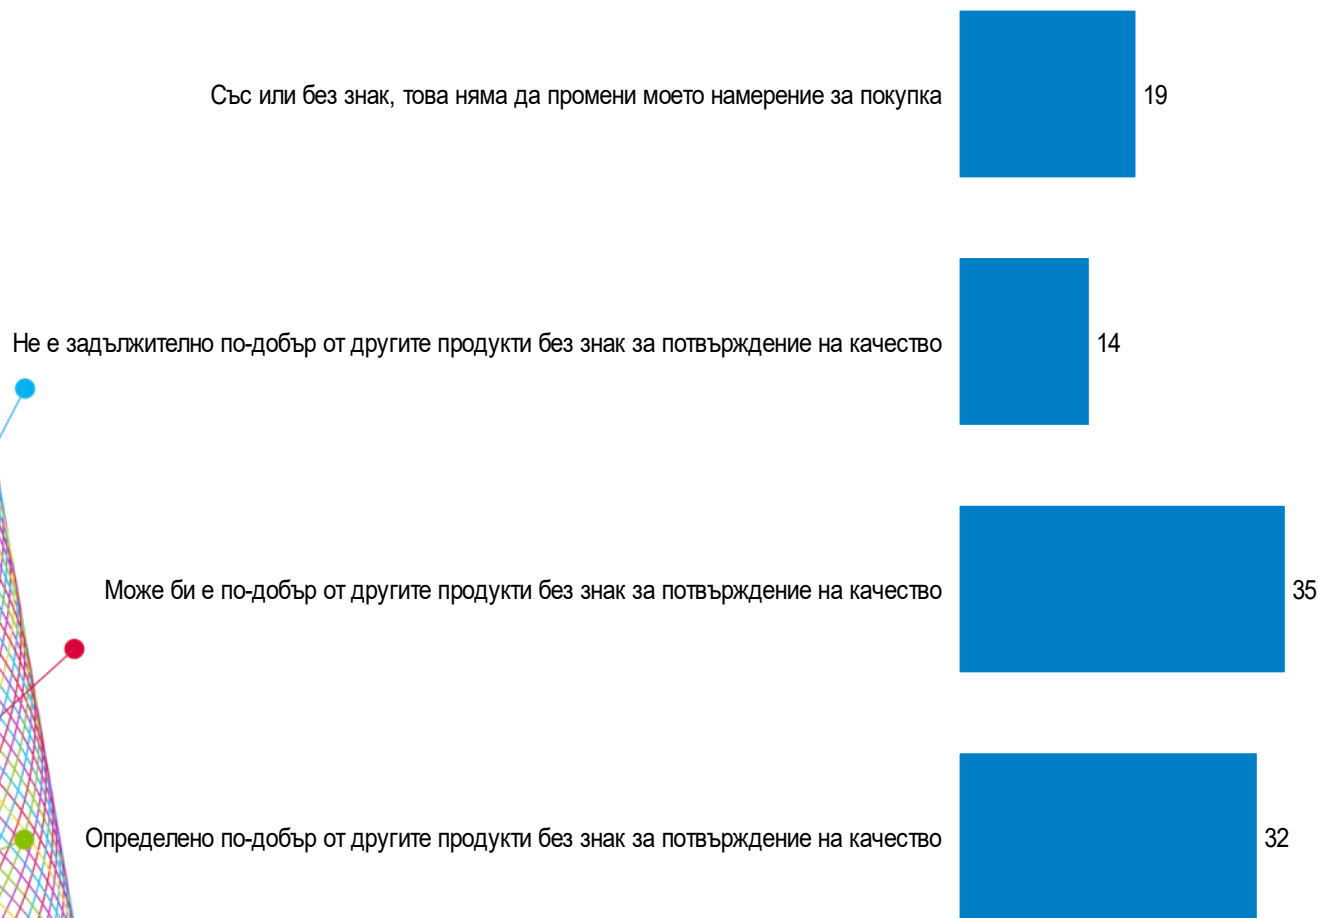 Със или без знак, това няма да промени моето намерение за покупка 19
Не е задължително по-добър от другите продукти без знак за потвърждение на качество 14
Може би е по-добър от другите продукти без знак за потвърждение на качество 35
Определено по-добър от другите продукти без знак за потвърждение на качество 32